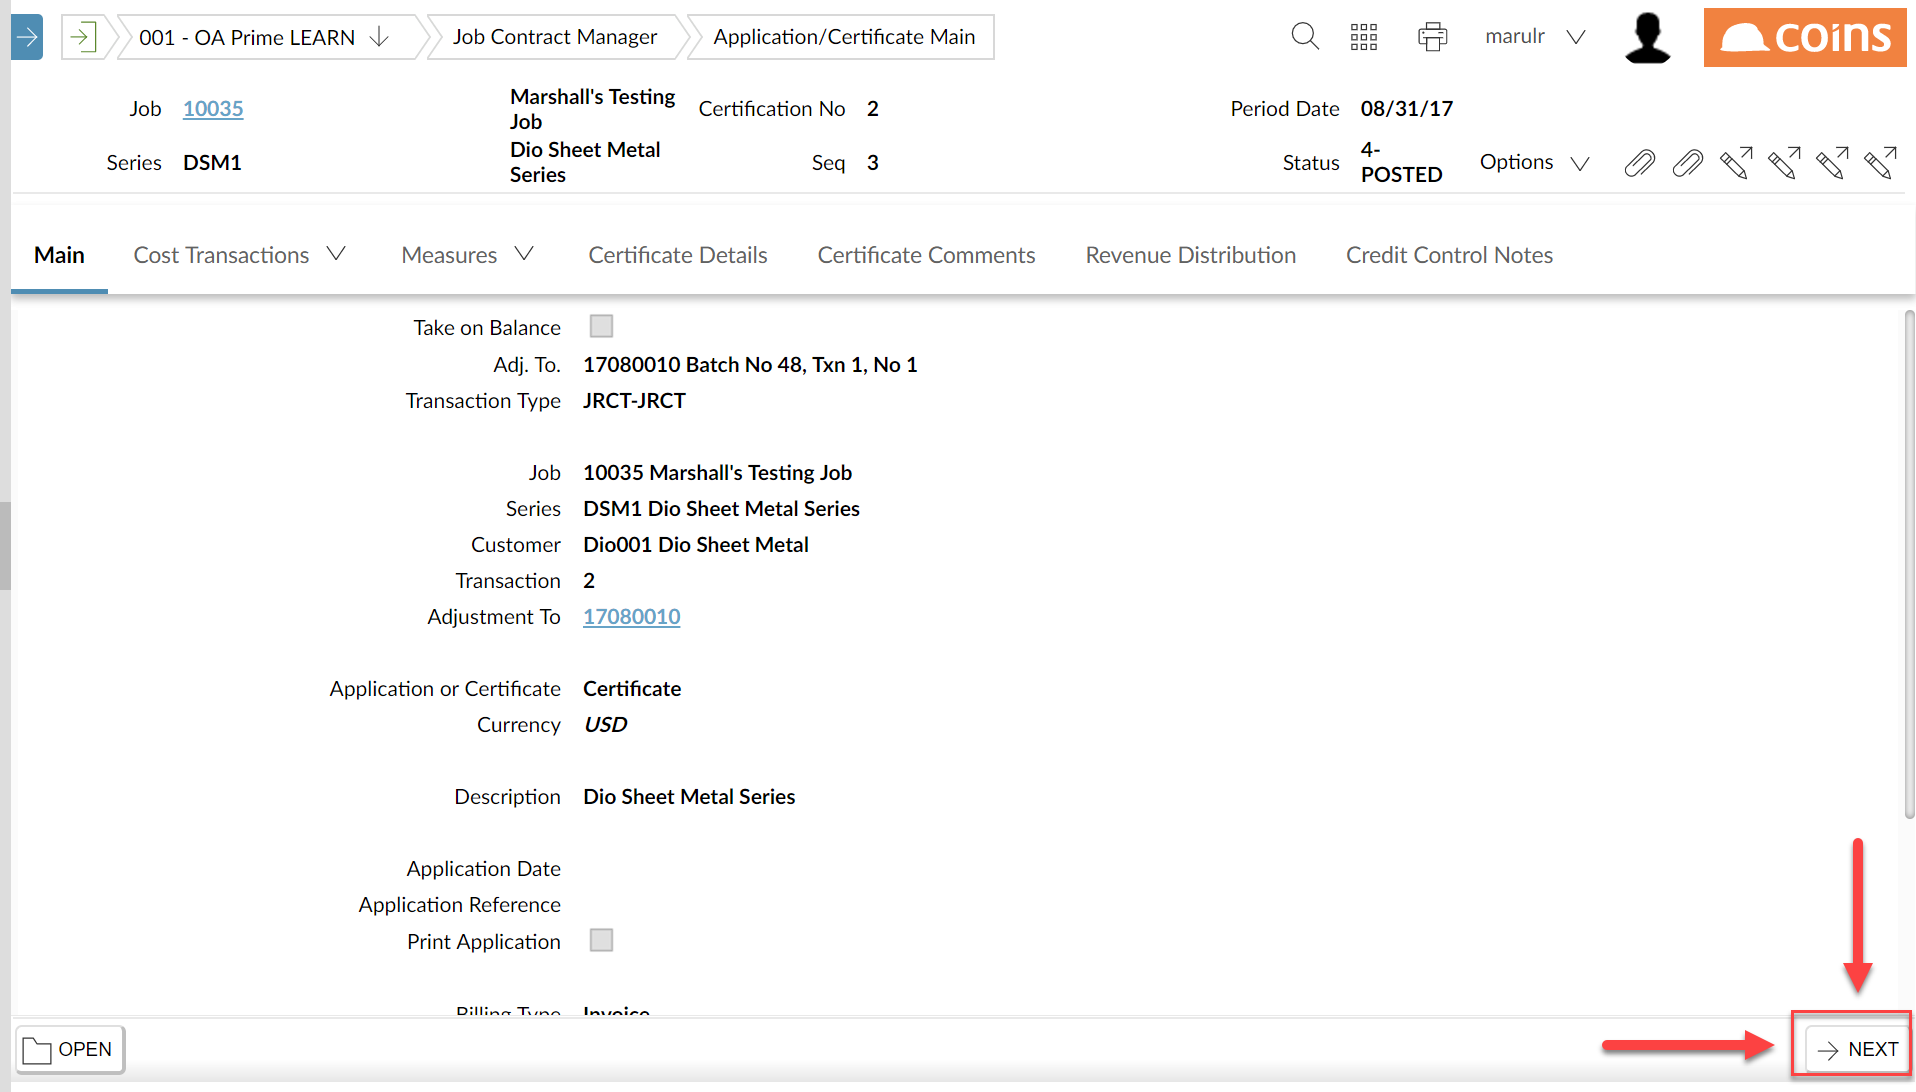 001 - OA Prime LEARN
Job Contract Manager
Application/Certificate Main
marulr
coins
Job 10035
Marshall's Testing
Job
Certification No 2
Period Date 08/31/17
Series DSM1
Dio Sheet Metal
Series
Seq 3
Status 4-
POSTED
Options
Main
Cost Transactions
Measures
Certificate Details
Certificate Comments
Revenue Distribution
Credit Control Notes
Take on Balance
Adj. To. 17080010 Batch No 48, Txn 1, No 1
Transaction Type JRCT-JRCT
Job 10035 Marshall's Testing Job
Series DSM1 Dio Sheet Metal Series
Customer Dio001 Dio Sheet Metal
Transaction 2
Adjustment To 17080010
Application or Certificate Certificate
Currency USD
Description Dio Sheet Metal Series
Application Date
Application Reference
Print Application
Billing Type Invoice
OPEN
NEXT